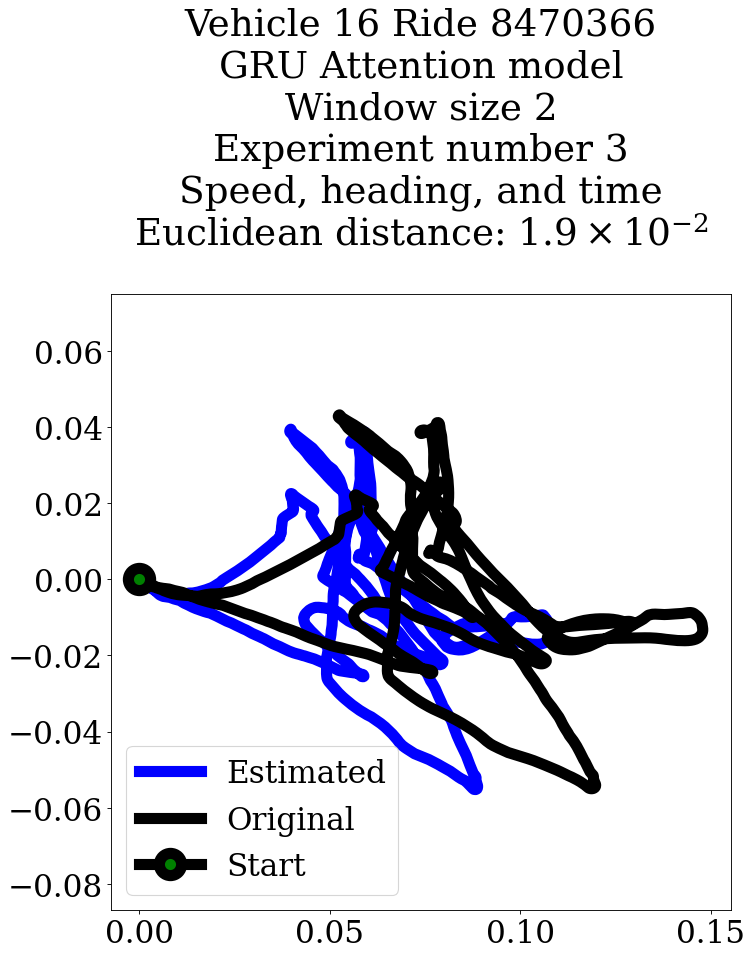 Vehicle 16 Ride 8470366
GRU Attention model
Window size 2
Experiment number 3
Speed, heading, and time
Euclidean distance: 1.9 × 10⁻²
0.06
0.04
0.02
0.00
−0.02
−0.04
−0.06
−0.08
Estimated
Original
Start
0.00 0.05 0.10 0.15